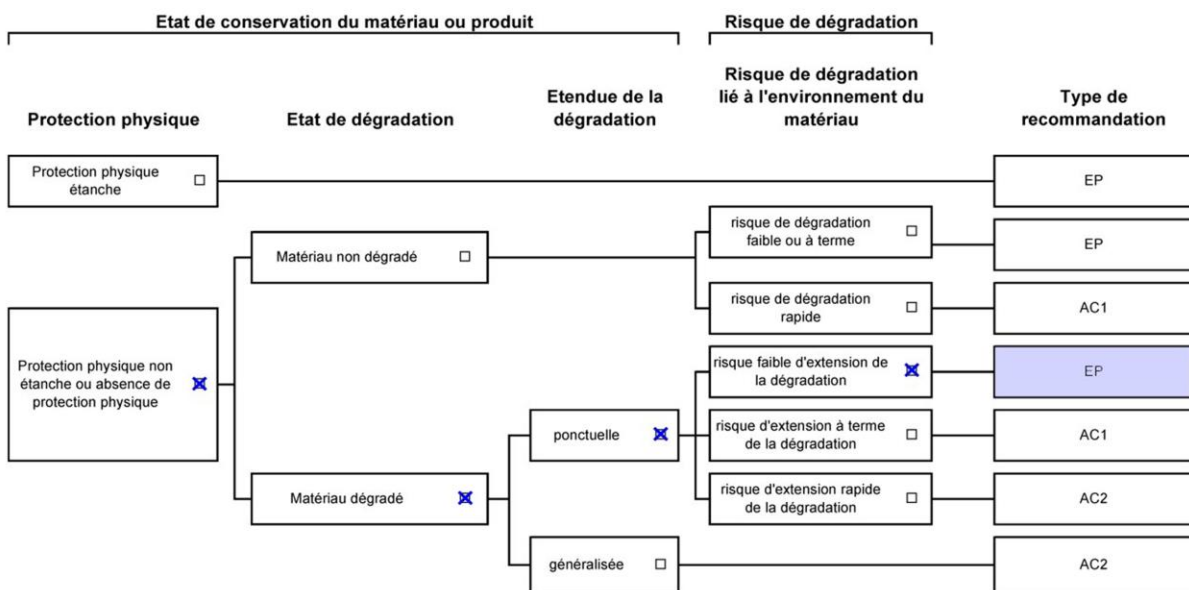 Etat de conservation du matériau ou produit
Risque de dégradation
Protection physique
Etat de dégradation
Etendue de la
dégradation
Risque de dégradation
lié à l'environnement du
matériau
Type de
recommandation
Protection physique
étanche
EP
Matériau non dégradé
risque de dégradation
faible ou à terme
EP
risque de dégradation
rapide
AC1
Protection physique non
étanche ou absence de
protection physique
risque faible d'extension de
la dégradation
EP
ponctuelle
risque d'extension à terme
de la dégradation
AC1
Matériau dégradé
risque d'extension rapide
de la dégradation
AC2
généralisée
AC2